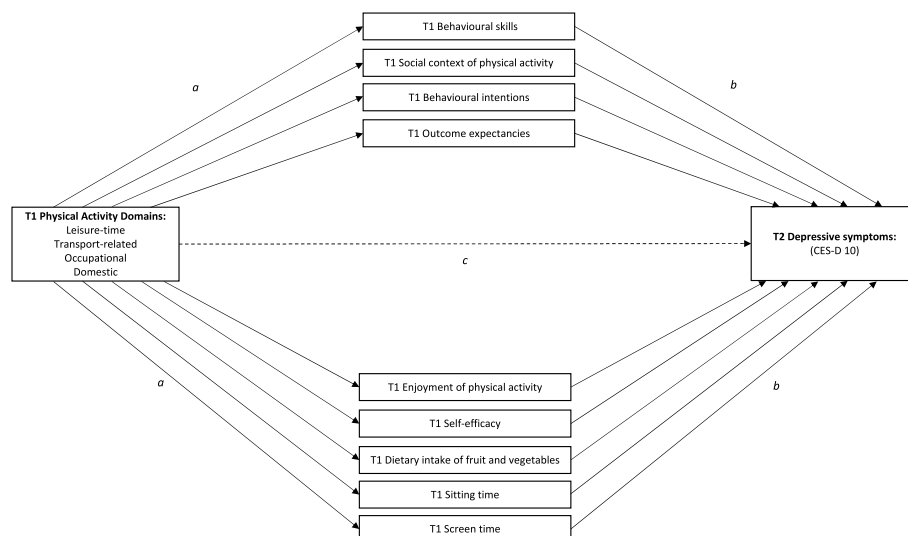 T1 Behavioural skills
a
T1 Social context of physical activity
b
T1 Behavioural intentions
T1 Outcome expectancies
T1 Physical Activity Domains:
Leisure-time
Transport-related
Occupational
Domestic
c
T2 Depressive symptoms:
(CES-D 10)
a
T1 Enjoyment of physical activity
b
T1 Self-efficacy
T1 Dietary intake of fruit and vegetables
T1 Sitting time
T1 Screen time